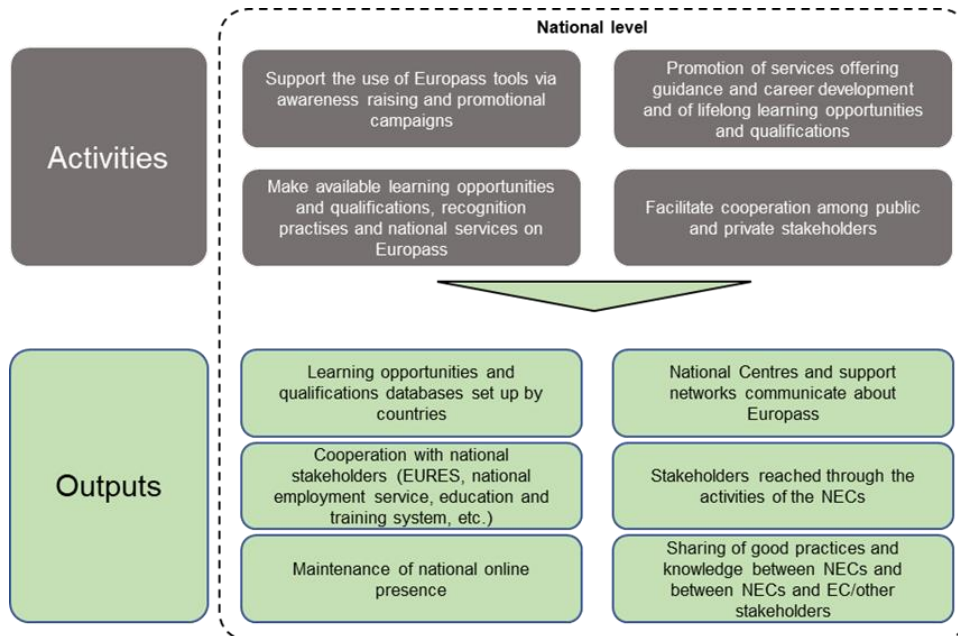 National level
Activities
Support the use of Europass tools via
awareness raising and promotional
campaigns
Promotion of services offering
guidance and career development
and of lifelong learning opportunities
and qualifications
Make available learning opportunities
and qualifications, recognition
practises and national services on
Europass
Facilitate cooperation among public
and private stakeholders
Outputs
Learning opportunities and
qualifications databases set up by
countries
National Centres and support
networks communicate about
Europass
Cooperation with national
stakeholders (EURES, national
employment service, education and
training system, etc.)
Stakeholders reached through the
activities of the NECs
Maintenance of national online
presence
Sharing of good practices and
knowledge between NECs and
between NECs and EC/other
stakeholders